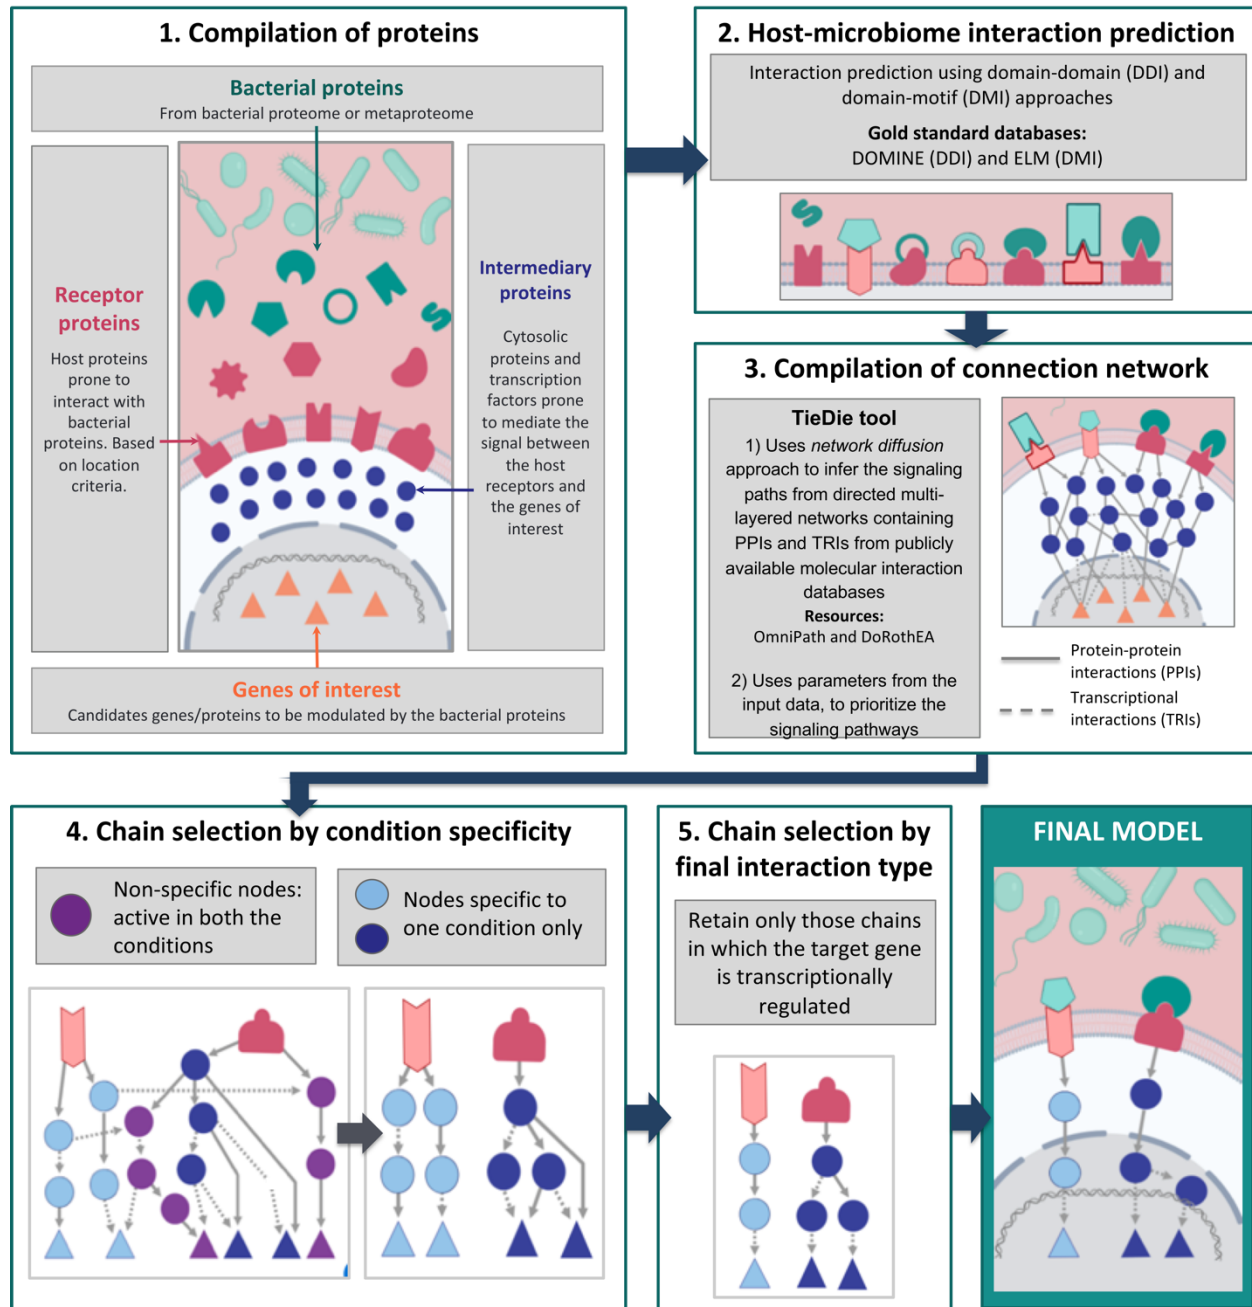 1. Compilation of proteins
Bacterial proteins
From bacterial proteome or metaproteome
Receptor
proteins
Host proteins
prone to
interact with
bacterial
proteins. Based
on location
criteria.
Intermediary
proteins
Cytosolic
proteins and
transcription
factors prone
to mediate the
signal between
the host
receptors and
the genes of
interest
Genes of interest
Candidates genes/proteins to be modulated by the bacterial proteins
2. Host-microbiome interaction prediction
Interaction prediction using domain-domain (DDI) and
domain-motif (DMI) approaches
Gold standard databases:
DOMINE (DDI) and ELM (DMI)
3. Compilation of connection network
TieDie tool
1) Uses network diffusion
approach to infer the signaling
paths from directed multi-
layered networks containing
PPIs and TRIs from publicly
available molecular interaction
databases
Resources:
OmniPath and DoRothEA
2) Uses parameters from the
input data, to prioritize the
signaling pathways
Protein-protein
interactions (PPIs)
Transcriptional
interactions (TRIs)
4. Chain selection by condition specificity
Non-specific nodes:
active in both the
conditions
Nodes specific to
one condition only
5. Chain selection by
final interaction type
Retain only those chains
in which the target gene
is transcriptionally
regulated
FINAL MODEL